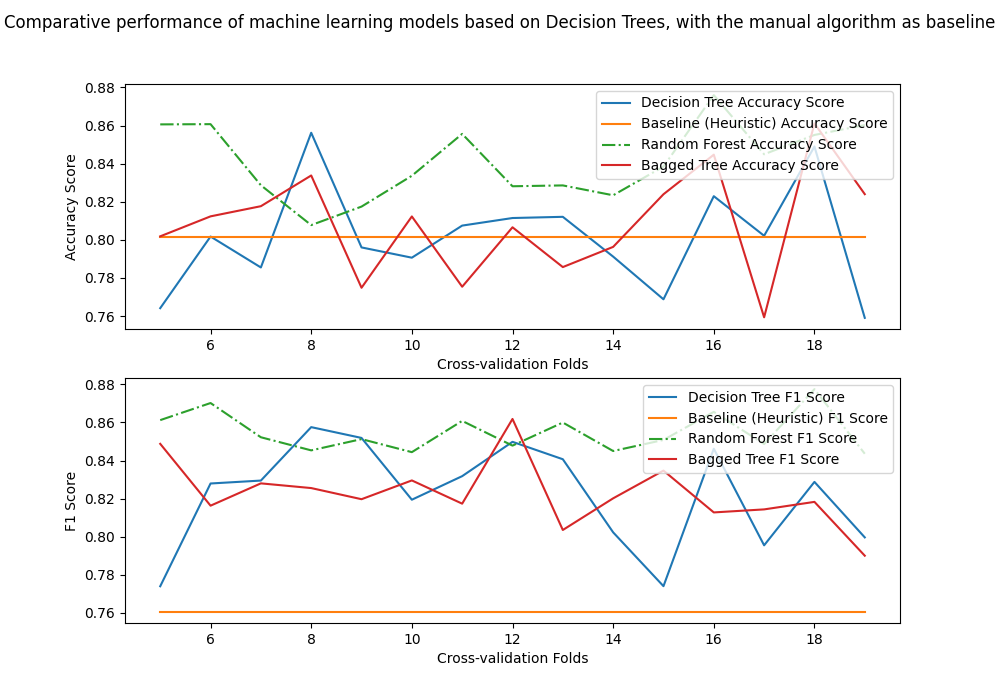 Comparative performance of machine learning models based on Decision Trees, with the manual algorithm as baseline
0.88
0.86
0.84
0.82
0.80
0.78
0.76
Accuracy Score
Decision Tree Accuracy Score
Baseline (Heuristic) Accuracy Score
Random Forest Accuracy Score
Bagged Tree Accuracy Score
6 8 10 12 14 16 18
Cross-validation Folds
0.88
0.86
0.84
0.82
0.80
0.78
0.76
F1 Score
Decision Tree F1 Score
Baseline (Heuristic) F1 Score
Random Forest F1 Score
Bagged Tree F1 Score
6 8 10 12 14 16 18
Cross-validation Folds